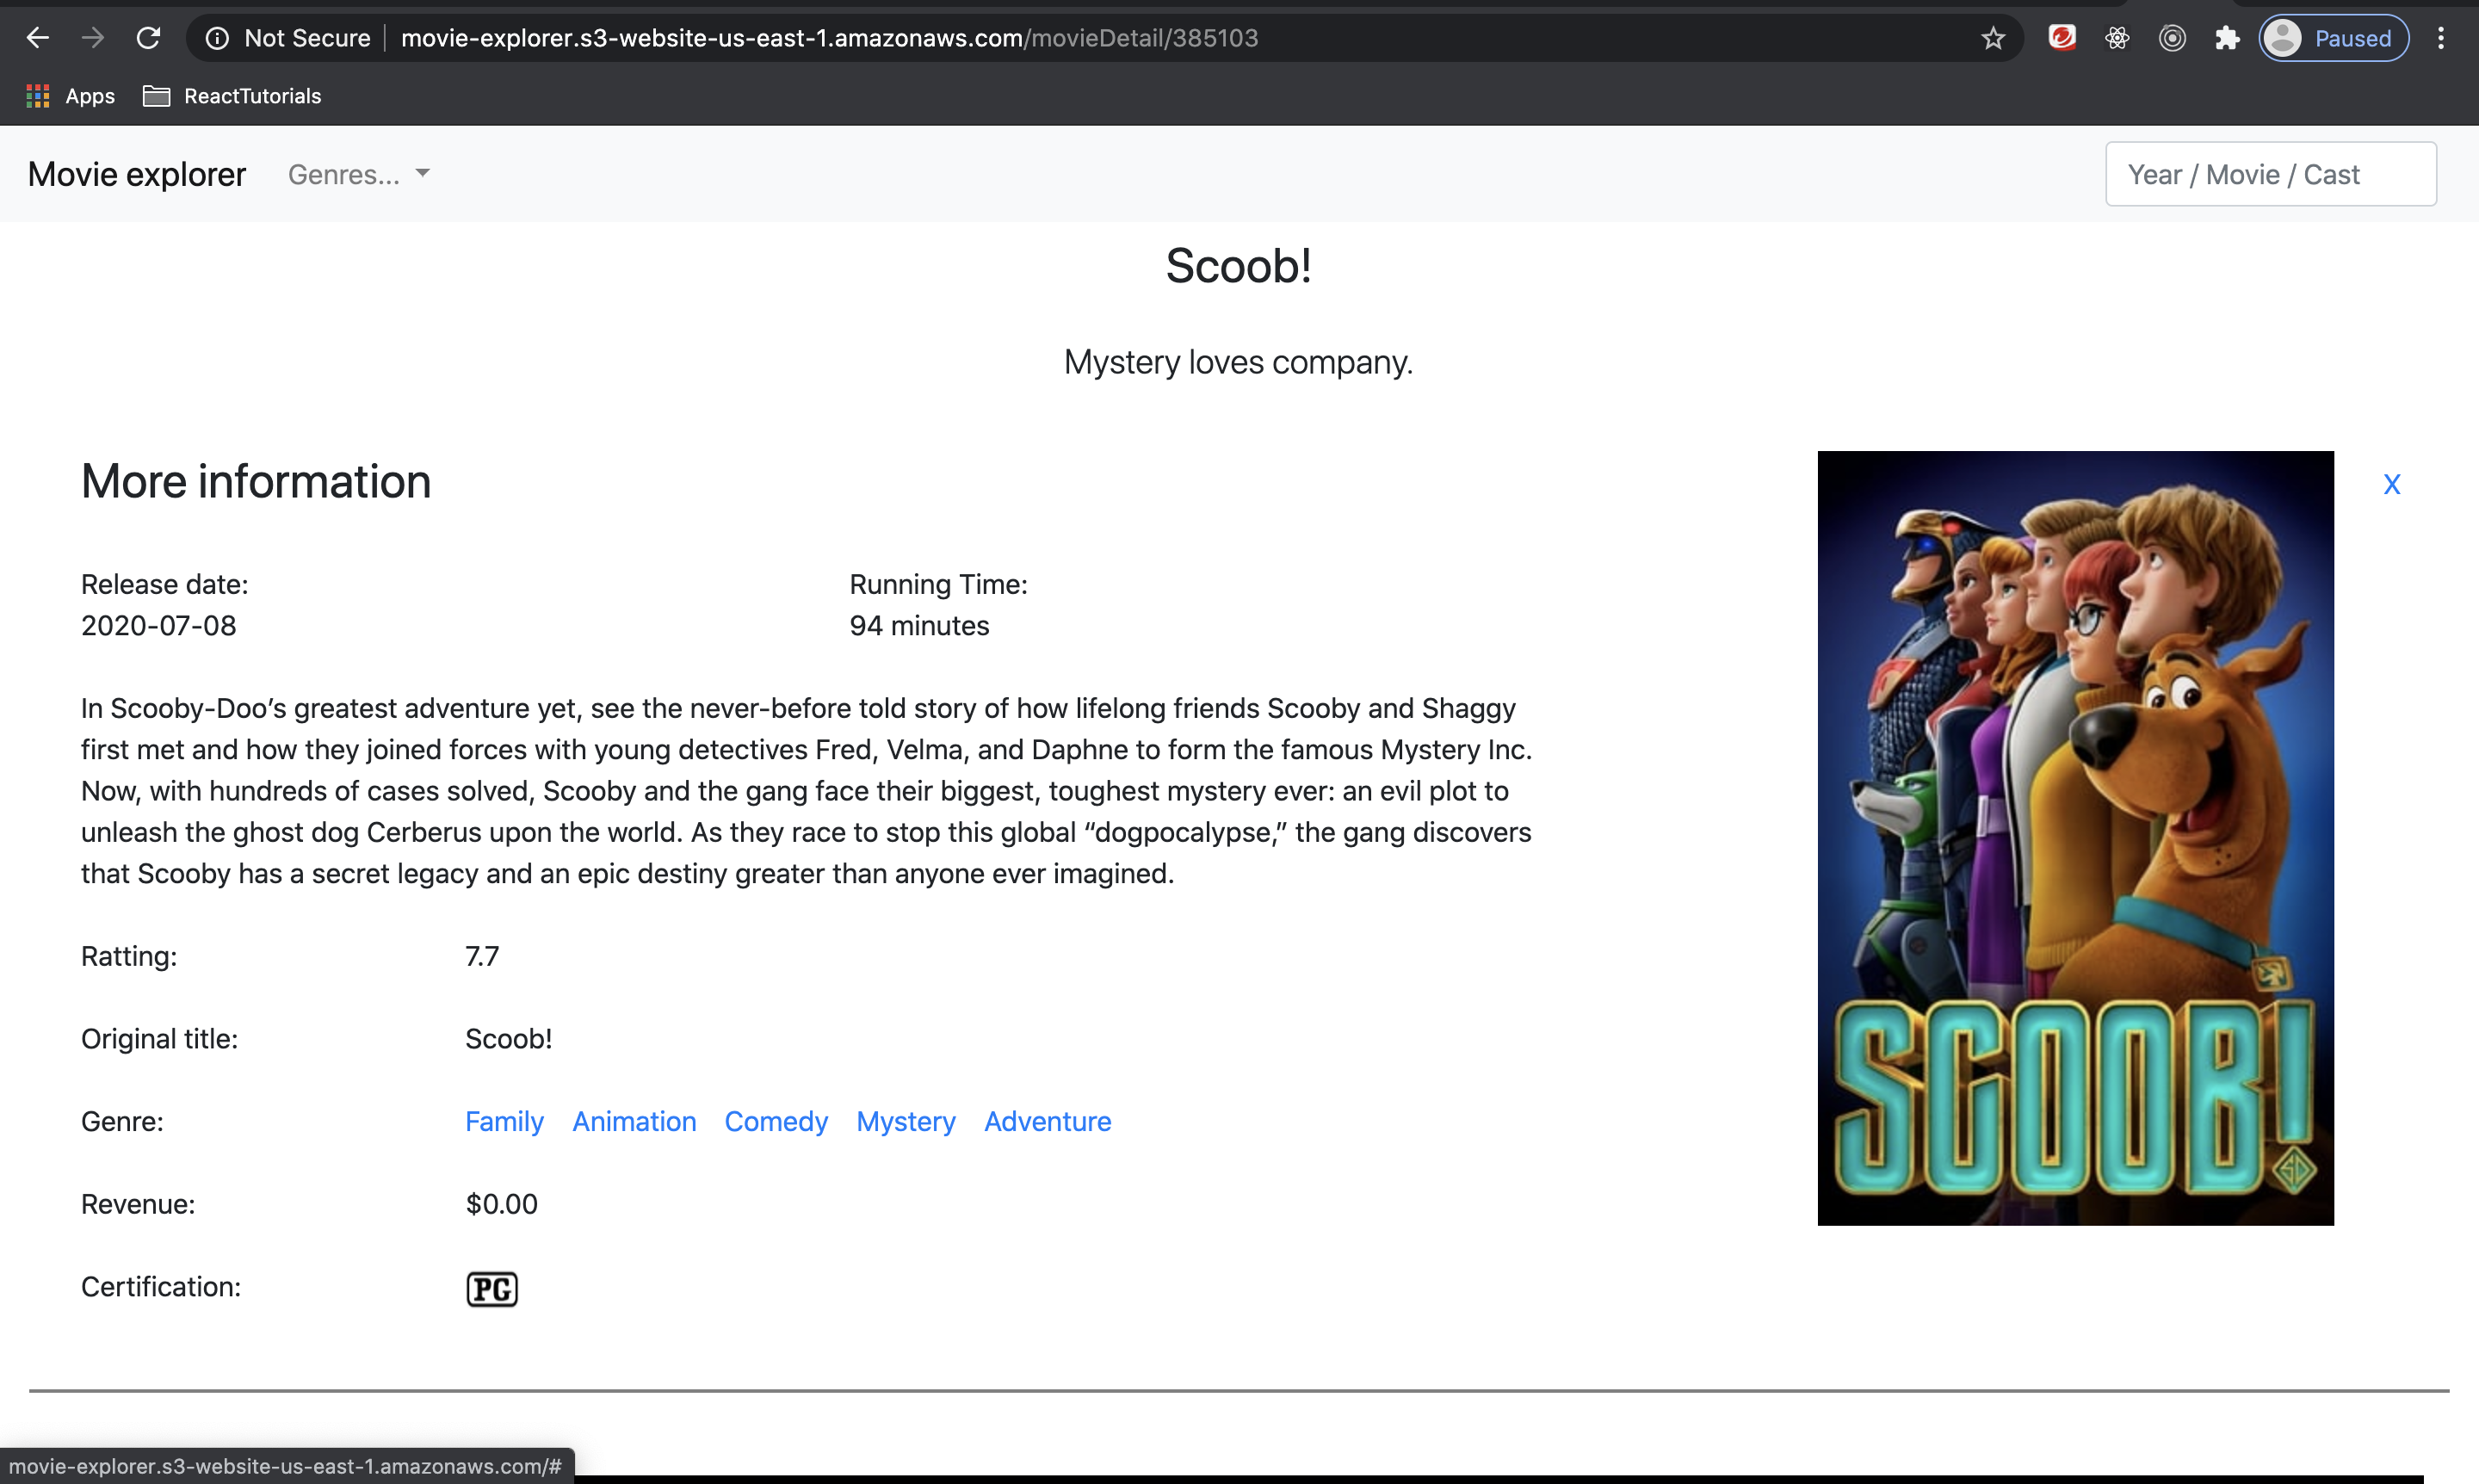 Not Secure movie-explorer.s3-website-us-east-1.amazonaws.com/movieDetail/385103 Paused
Apps ReactTutorials
Movie explorer Genres... Year / Movie / Cast
Scoob!
Mystery loves company.
More information X
Release date: Running Time:
2020-07-08 94 minutes
In Scooby-Doo’s greatest adventure yet, see the never-before told story of how lifelong friends Scooby and Shaggy
first met and how they joined forces with young detectives Fred, Velma, and Daphne to form the famous Mystery Inc.
Now, with hundreds of cases solved, Scooby and the gang face their biggest, toughest mystery ever: an evil plot to
unleash the ghost dog Cerberus upon the world. As they race to stop this global “dogpocalypse,” the gang discovers
that Scooby has a secret legacy and an epic destiny greater than anyone ever imagined.
Ratting: 7.7
Original title: Scoob!
Genre: Family Animation Comedy Mystery Adventure
Revenue: $0.00
Certification: PG
SCOOB!
SD
movie-explorer.s3-website-us-east-1.amazonaws.com/#